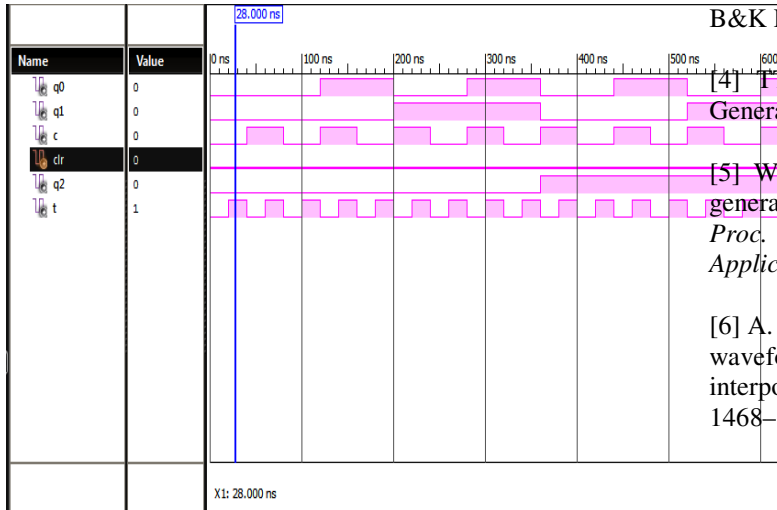 28.000 ns
Name Value
0 ns 100 ns 200 ns 300 ns 400 ns 500 ns 600
q0 0
q1 0
c 0
clr 0
q2 0
t 1
X1: 28.000 ns
B&K
[4]
Genera
[5] W
genera
Proc.
Applic
[6] A.
wavefo
interpo
1468–